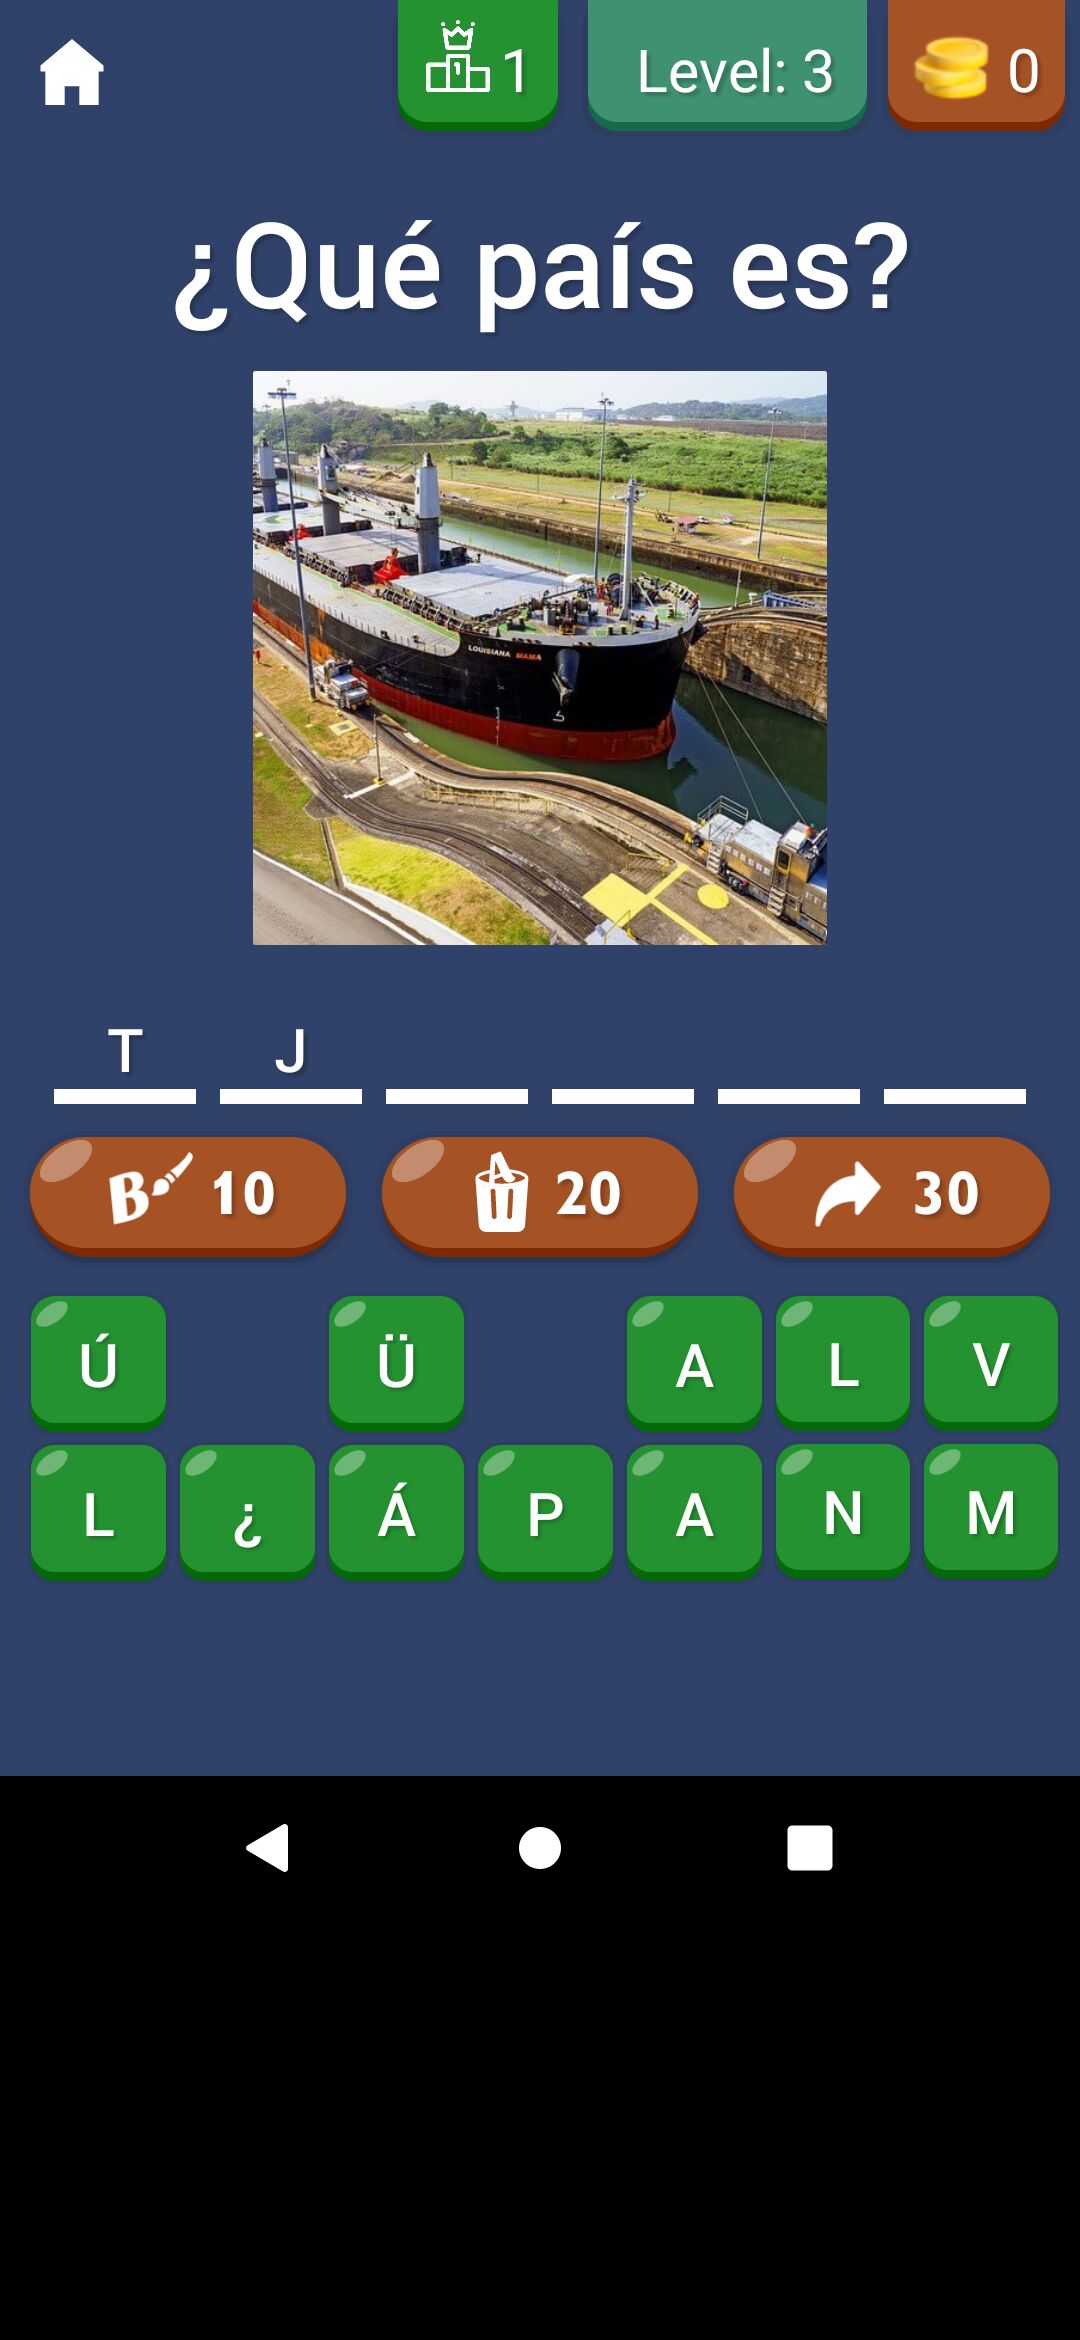 1 Level: 3 0
¿Qué país es?
LOUISIANA MAMA
T J
B 10 20 30
Ú Ü A L V
L ¿ Á P A N M